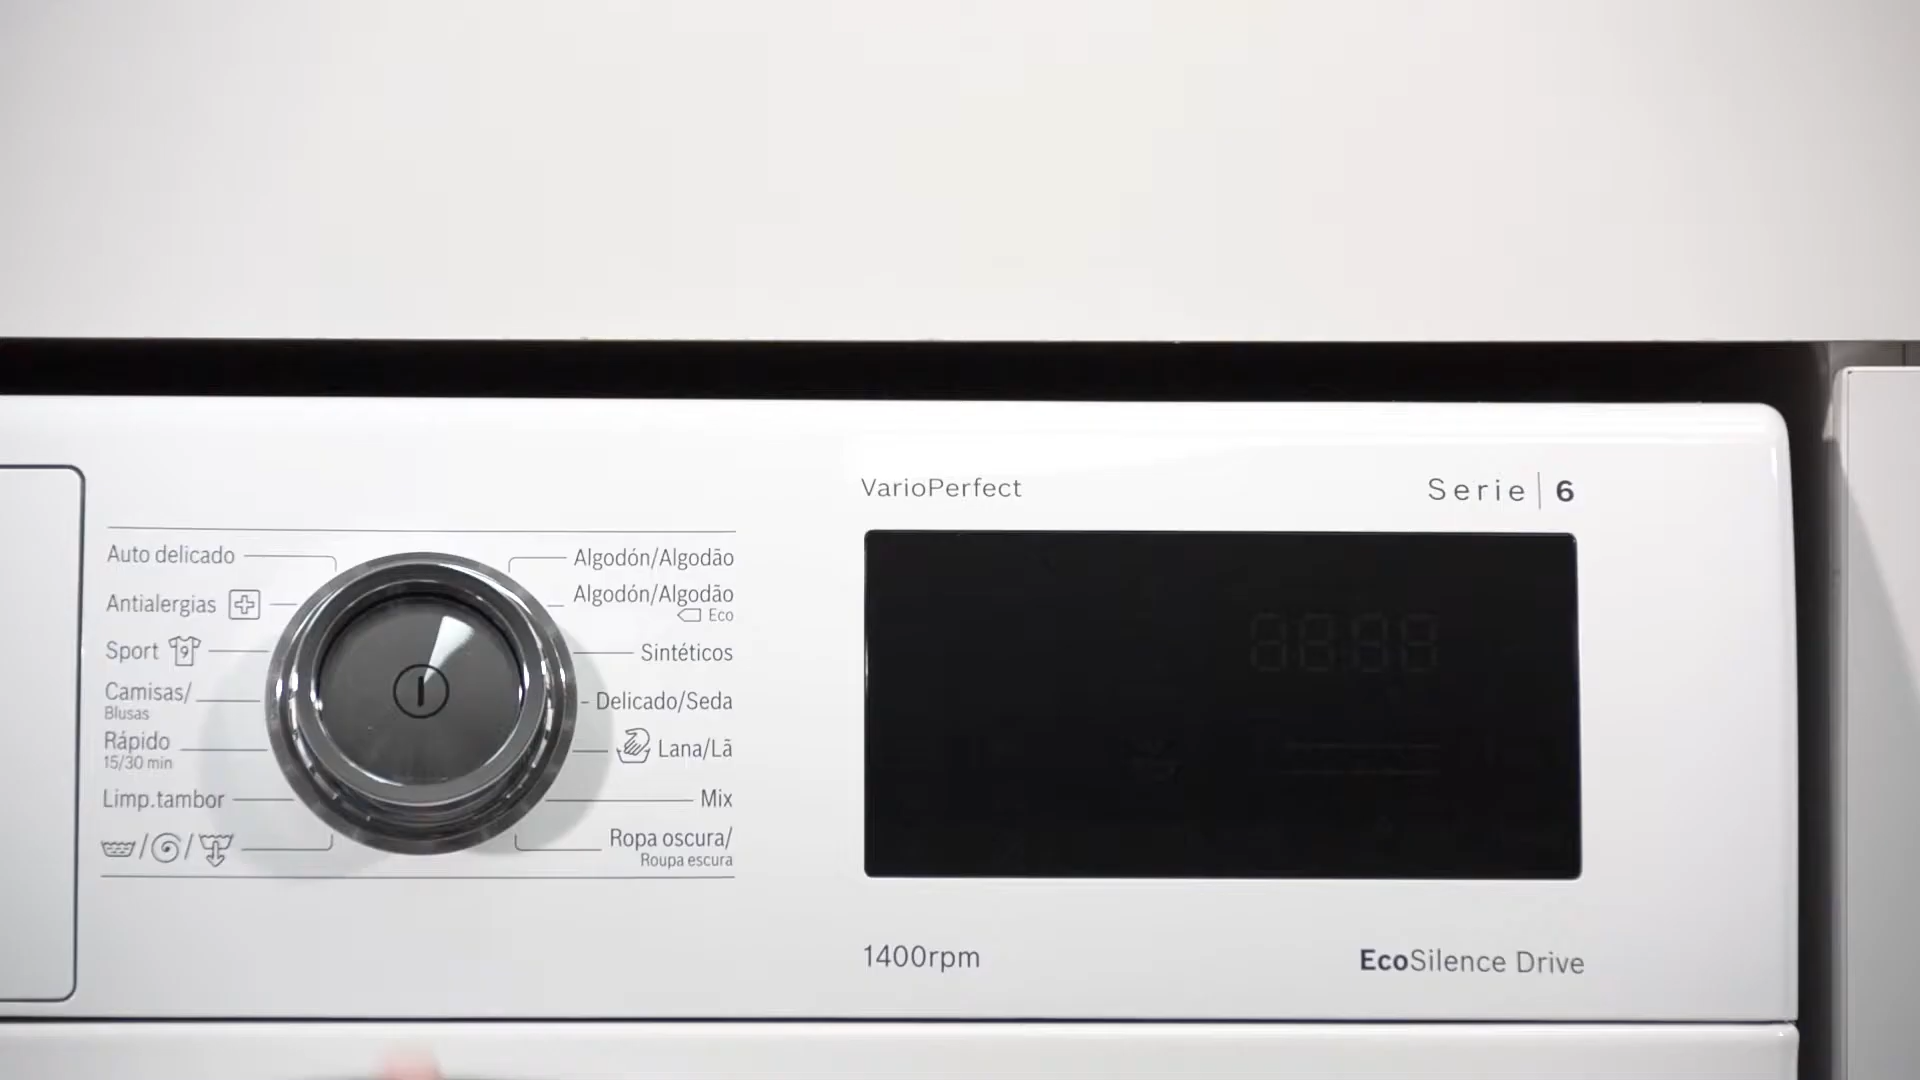 VarioPerfect
Serie | 6
Auto delicado
Antialergias
Sport 9
Camisas/
Blusas
Rápido
15/30 min
Limp.tambor
Algodón/Algodão
Algodón/Algodão
Eco
Sintéticos
Delicado/Seda
Lana/Lã
Mix
Ropa oscura/
Roupa escura
1400rpm
EcoSilence Drive